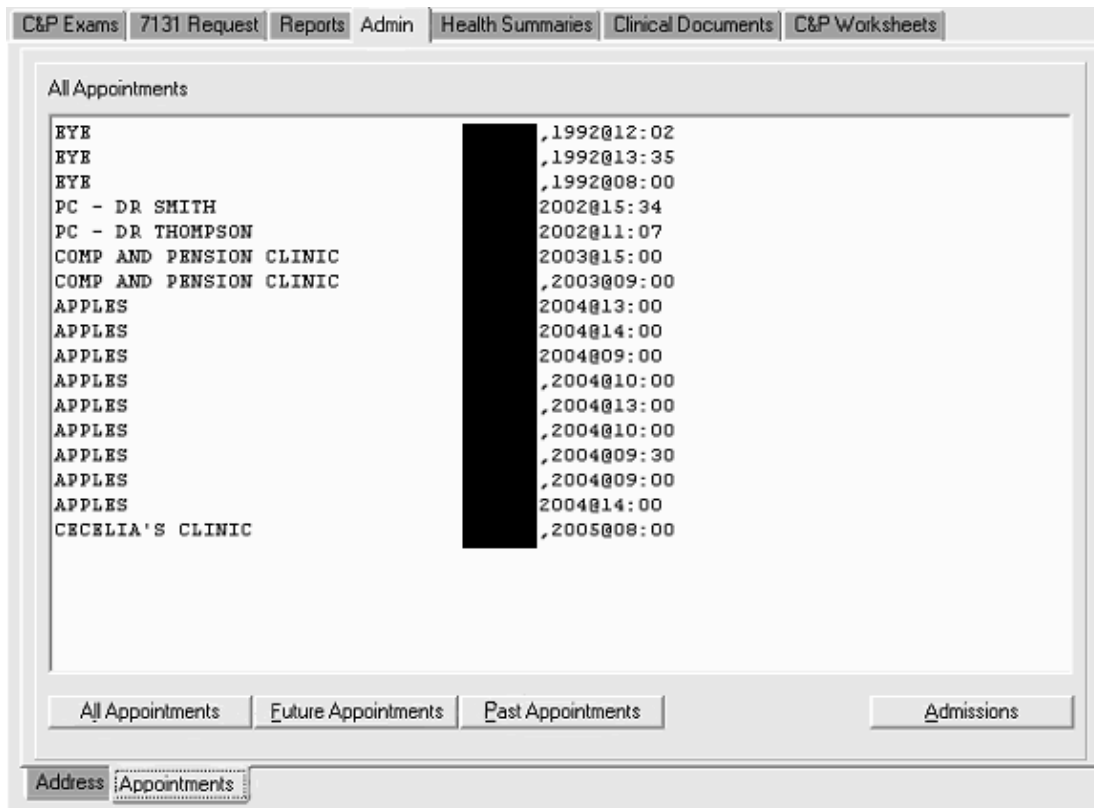 C&P Exams 7131 Request Reports Admin Health Summaries Clinical Documents C&P Worksheets
All Appointments
EYE ,1992@12:02
EYE ,1992@13:35
EYE ,1992@08:00
PC - DR SMITH 2002@15:34
PC - DR THOMPSON 2002@11:07
COMP AND PENSION CLINIC 2003@15:00
COMP AND PENSION CLINIC ,2003@09:00
APPLES 2004@13:00
APPLES 2004@14:00
APPLES 2004@09:00
APPLES ,2004@10:00
APPLES ,2004@13:00
APPLES ,2004@10:00
APPLES ,2004@09:30
APPLES ,2004@09:00
APPLES 2004@14:00
CECELIA'S CLINIC ,2005@08:00
All Appointments Future Appointments Past Appointments Admissions
Address Appointments